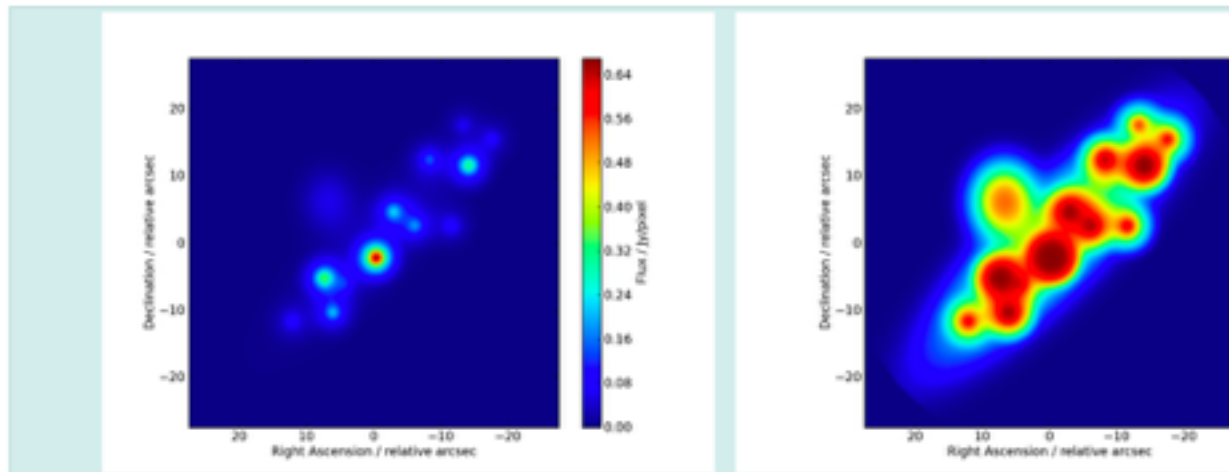 20
10
0
−10
−20
Declination / relative arcsec
20 10 0 −10 −20
Right Ascension / relative arcsec
0.64
0.56
0.48
0.40
0.32
0.24
0.16
0.08
0.00
Flux / Jy/pixel
20
10
0
−10
−20
Declination / relative arcsec
20 10 0 −10 −20
Right Ascension / relative arcsec